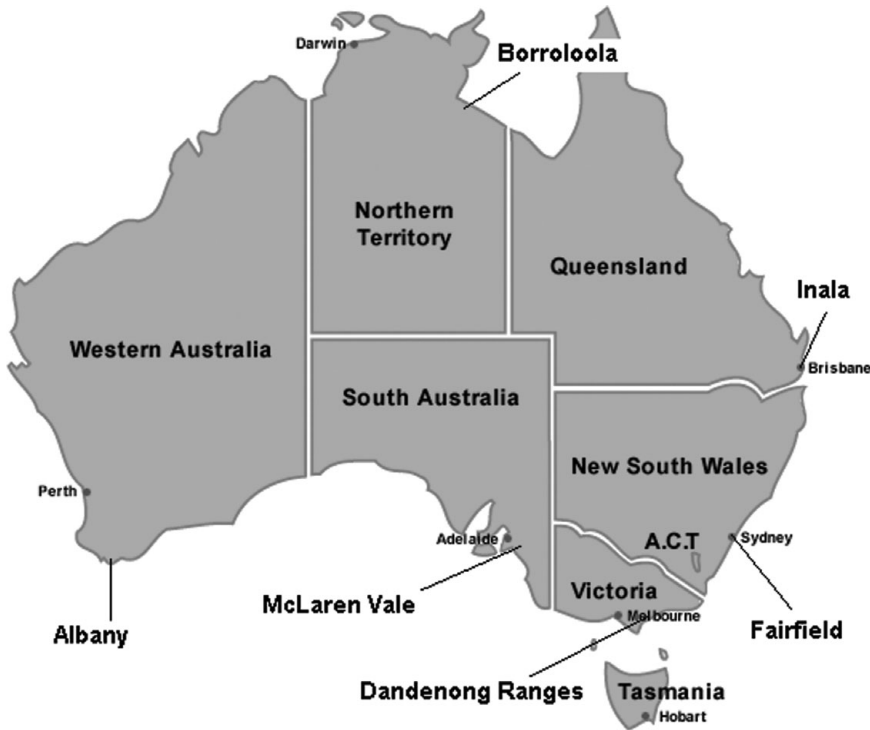 Darwin
Borroloola
Northern
Territory
Queensland
Inala
Western Australia
Brisbane
South Australia
New South Wales
Perth
Adelaide
A.C.T
Sydney
Victoria
McLaren Vale
Melbourne
Albany
Fairfield
Dandenong Ranges
Tasmania
Hobart